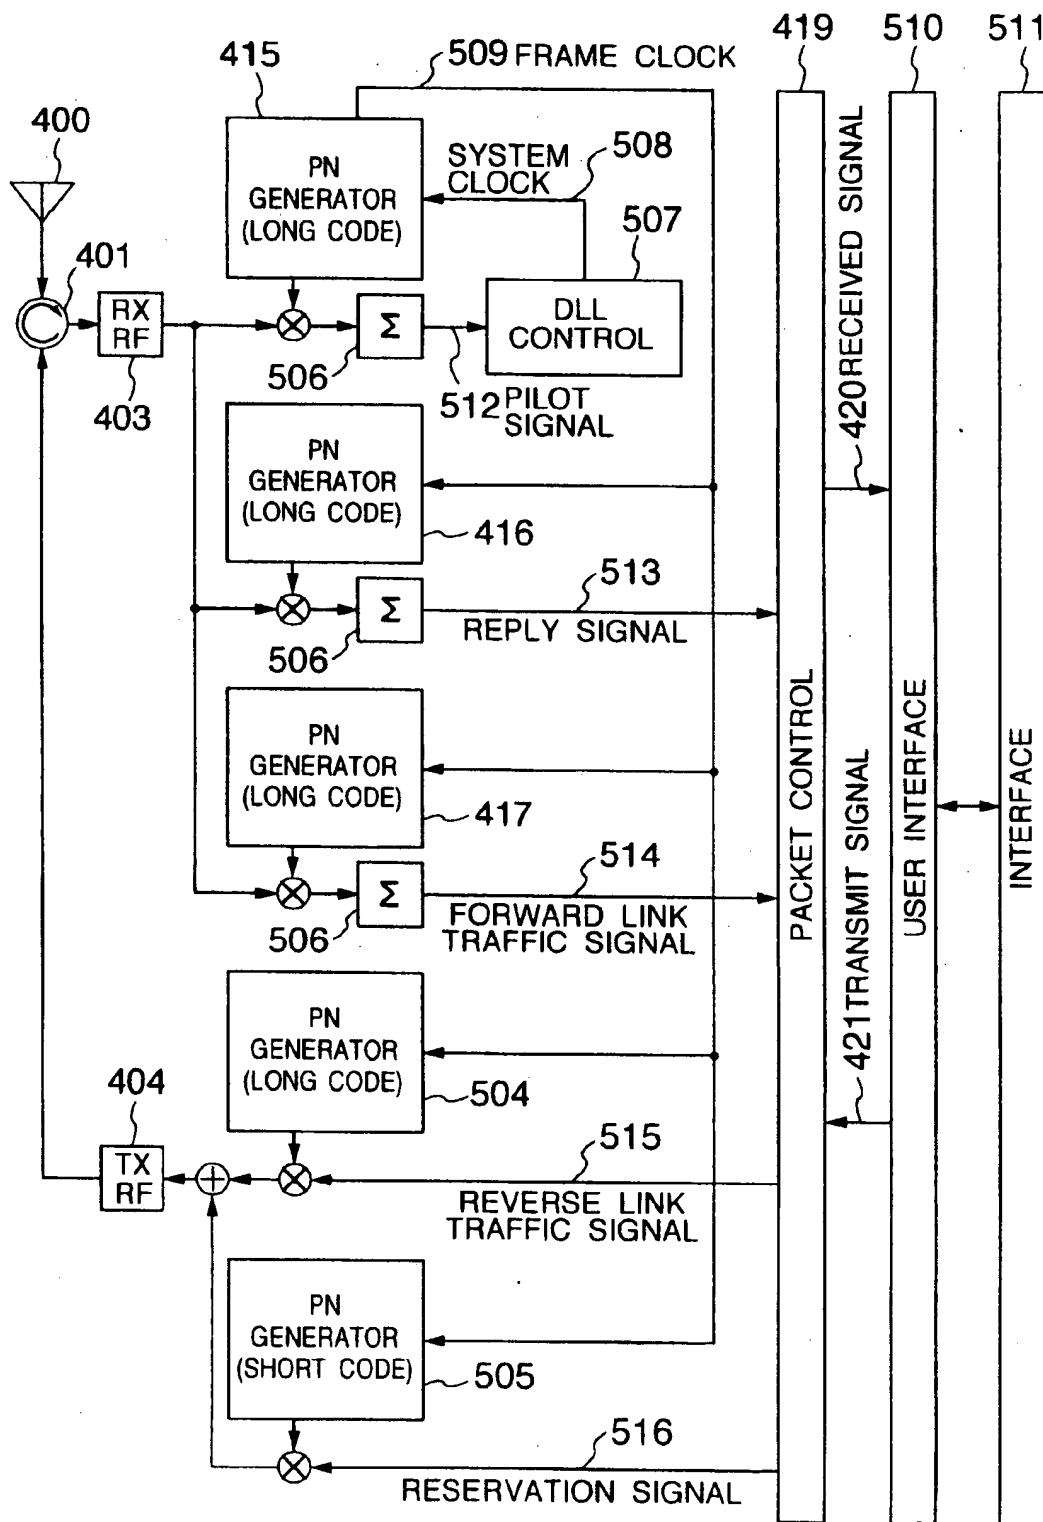 419 510 511
415 509 FRAME CLOCK
400
PN
GENERATOR
(LONG CODE)
SYSTEM
CLOCK
508
507
401
RX
RF
403
Σ
506
DLL
CONTROL
512 PILOT
SIGNAL
420 RECEIVED SIGNAL
PN
GENERATOR
(LONG CODE)
416
Σ
506
513
REPLY SIGNAL
PN
GENERATOR
(LONG CODE)
417
Σ
506
514
FORWARD LINK
TRAFFIC SIGNAL
PACKET CONTROL
421 TRANSMIT SIGNAL
USER INTERFACE
INTERFACE
PN
GENERATOR
(LONG CODE)
504
404
TX
RF
515
REVERSE LINK
TRAFFIC SIGNAL
PN
GENERATOR
(SHORT CODE)
505
516
RESERVATION SIGNAL